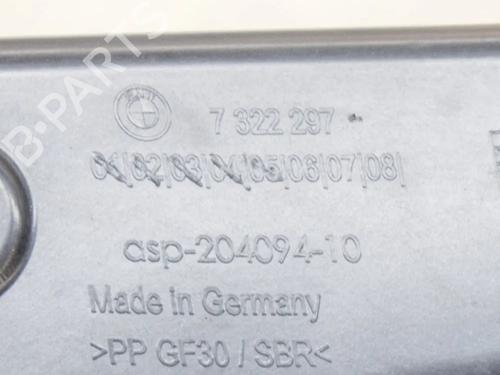 B-PARTS
7 322 297
01|02|03|04|05|06|07|08|
asp-204094-10
Made in Germany
>PP GF30 / SBR<